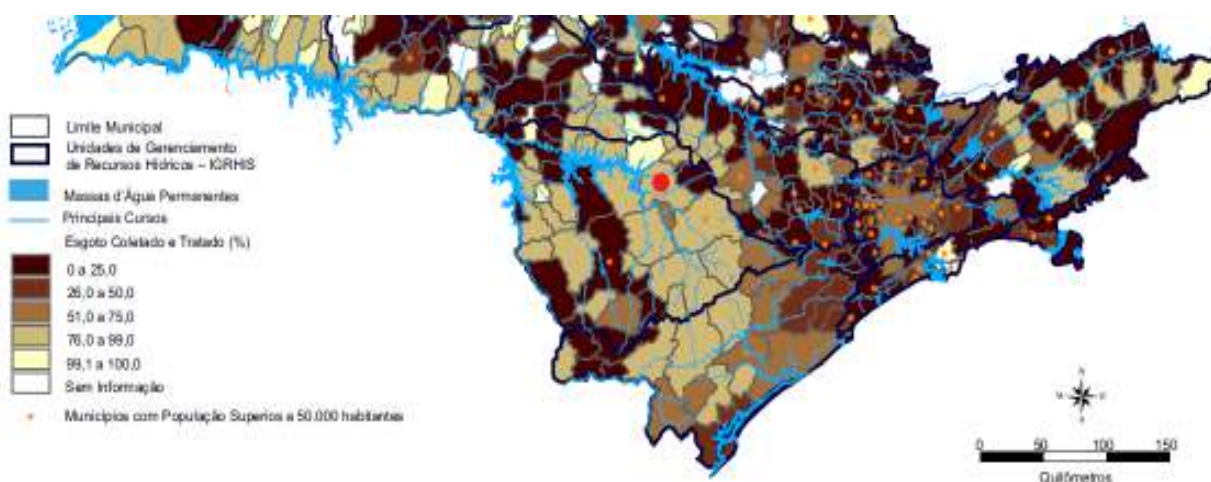 Limite Municipal
Unidades de Gerenciamento
de Recursos Hídricos – IGRHIS
Massas d'Água Permanentes
Principais Cursos
Esgoto Coletado e Tratado (%)
0 a 25,0
26,0 a 50,0
51,0 a 75,0
76,0 a 99,0
99,1 a 100,0
Sem Informação
Municípios com População Superios a 50.000 habitantes
N
S
0 50 100 150
Quilômetros